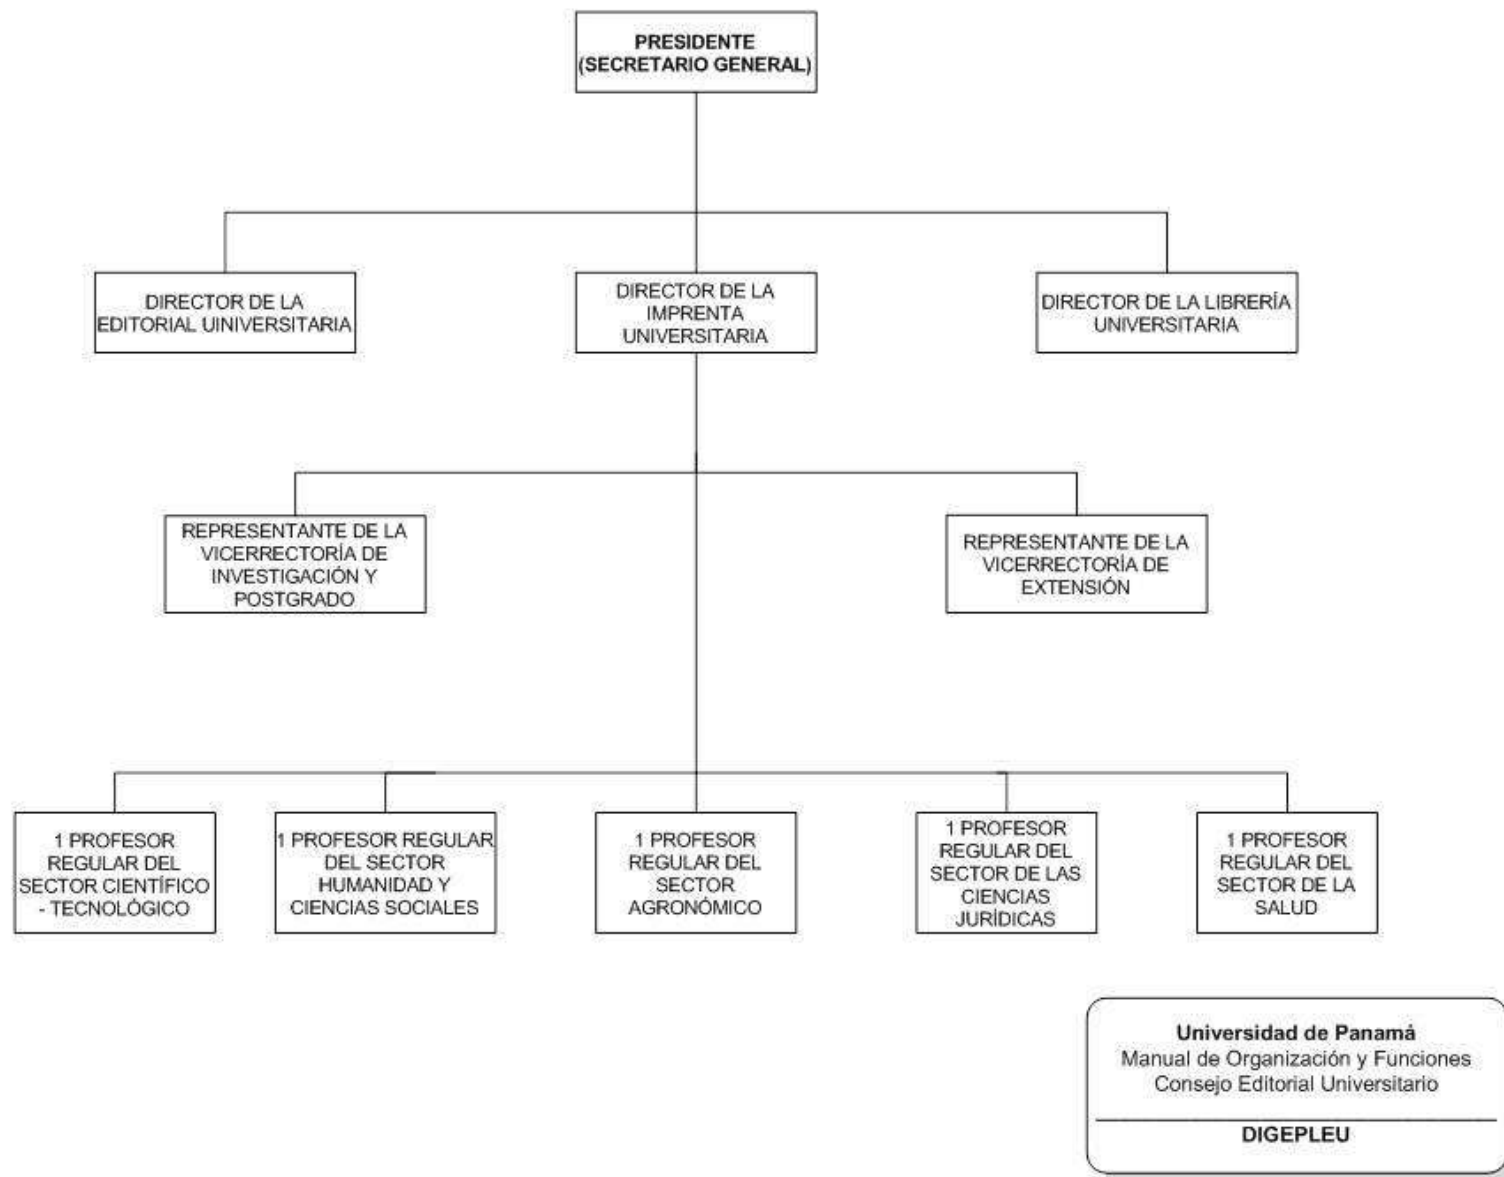 PRESIDENTE
(SECRETARIO GENERAL)
DIRECTOR DE LA
EDITORIAL UINIVERSITARIA
DIRECTOR DE LA
IMPRENTA
UNIVERSITARIA
DIRECTOR DE LA LIBRERÍA
UNIVERSITARIA
REPRESENTANTE DE LA
VICERRECTORÍA DE
INVESTIGACIÓN Y
POSTGRADO
REPRESENTANTE DE LA
VICERRECTORÍA DE
EXTENSIÓN
1 PROFESOR
REGULAR DEL
SECTOR CIENTÍFICO
- TECNOLÓGICO
1 PROFESOR REGULAR
DEL SECTOR
HUMANIDAD Y
CIENCIAS SOCIALES
1 PROFESOR
REGULAR DEL
SECTOR
AGRONÓMICO
1 PROFESOR
REGULAR DEL
SECTOR DE LAS
CIENCIAS
JURÍDICAS
1 PROFESOR
REGULAR DEL
SECTOR DE LA
SALUD
Universidad de Panamá
Manual de Organización y Funciones
Consejo Editorial Universitario
DIGEPLEU